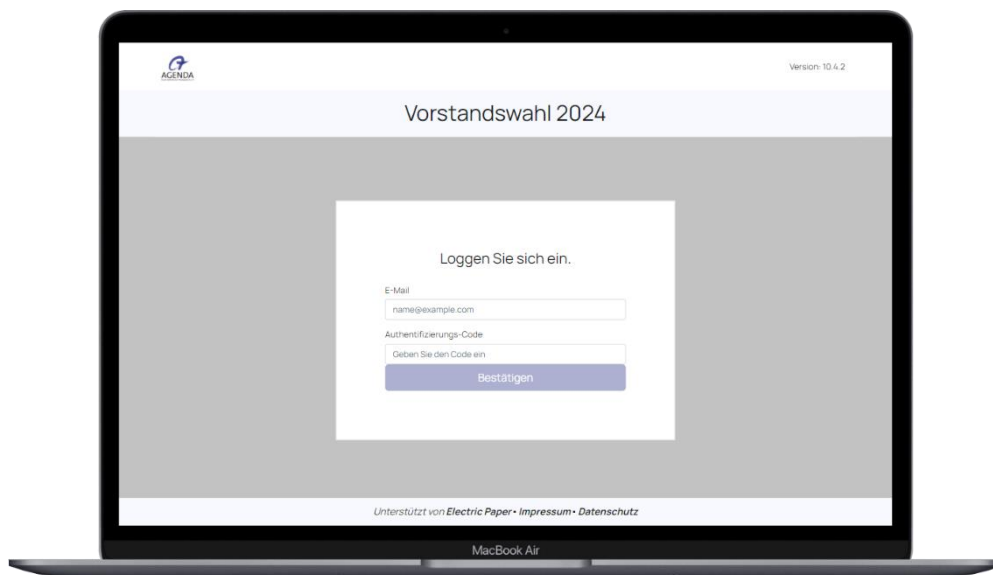 AGENDA
Version: 10.4.2
Vorstandswahl 2024
Loggen Sie sich ein.
E-Mail
name@example.com
Authentifizierungs-Code
Geben Sie den Code ein
Bestätigen
Unterstützt von Electric Paper • Impressum • Datenschutz
MacBook Air